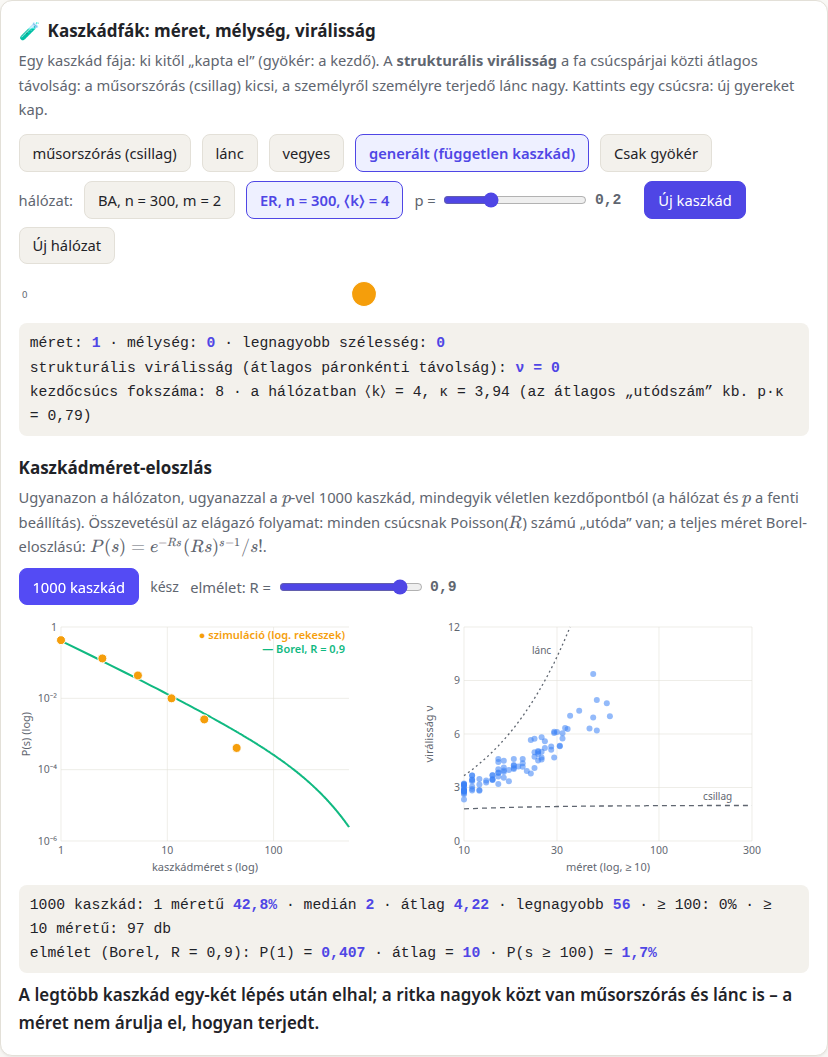 🧪 Kaszkádfák: méret, mélység, virálisság
Egy kaszkád fája: ki kitől „kapta el” (gyökér: a kezdő). A strukturális virálisság a fa csúcspárjai közti átlagos
távolság: a műsorszórás (csillag) kicsi, a személyről személyre terjedő lánc nagy. Kattints egy csúcsra: új gyereket
kap.
műsorszórás (csillag) lánc vegyes generált (független kaszkád) Csak gyökér
hálózat: BA, n = 300, m = 2 ER, n = 300, ⟨k⟩ = 4 p = 0,2 Új kaszkád
Új hálózat
0
méret: 1 · mélység: 0 · legnagyobb szélesség: 0
strukturális virálisság (átlagos páronkénti távolság): ν = 0
kezdőcsúcs fokszáma: 8 · a hálózatban ⟨k⟩ = 4, κ = 3,94 (az átlagos „utódszám” kb. p·κ
= 0,79)
Kaszkádméret-eloszlás
Ugyanazon a hálózaton, ugyanazzal a p-vel 1000 kaszkád, mindegyik véletlen kezdőpontból (a hálózat és p a fenti
beállítás). Összevetésül az elágazó folyamat: minden csúcsnak Poisson(R) számú „utóda” van; a teljes méret Borel-
eloszlású: P(s) = e^{−Rs}(Rs)^{s−1}/s!.
1000 kaszkád kész elmélet: R = 0,9
● szimuláció (log. rekeszek)
— Borel, R = 0,9
1
10⁻²
10⁻⁴
10⁻⁶
P(s) (log)
1 10 100
kaszkádméret s (log)
12
9
6
3
0
virálisság ν
lánc
csillag
10 30 100 300
méret (log, ≥ 10)
1000 kaszkád: 1 méretű 42,8% · medián 2 · átlag 4,22 · legnagyobb 56 · ≥ 100: 0% · ≥
10 méretű: 97 db
elmélet (Borel, R = 0,9): P(1) = 0,407 · átlag = 10 · P(s ≥ 100) = 1,7%
A legtöbb kaszkád egy-két lépés után elhal; a ritka nagyok közt van műsorszórás és lánc is – a
méret nem árulja el, hogyan terjedt.